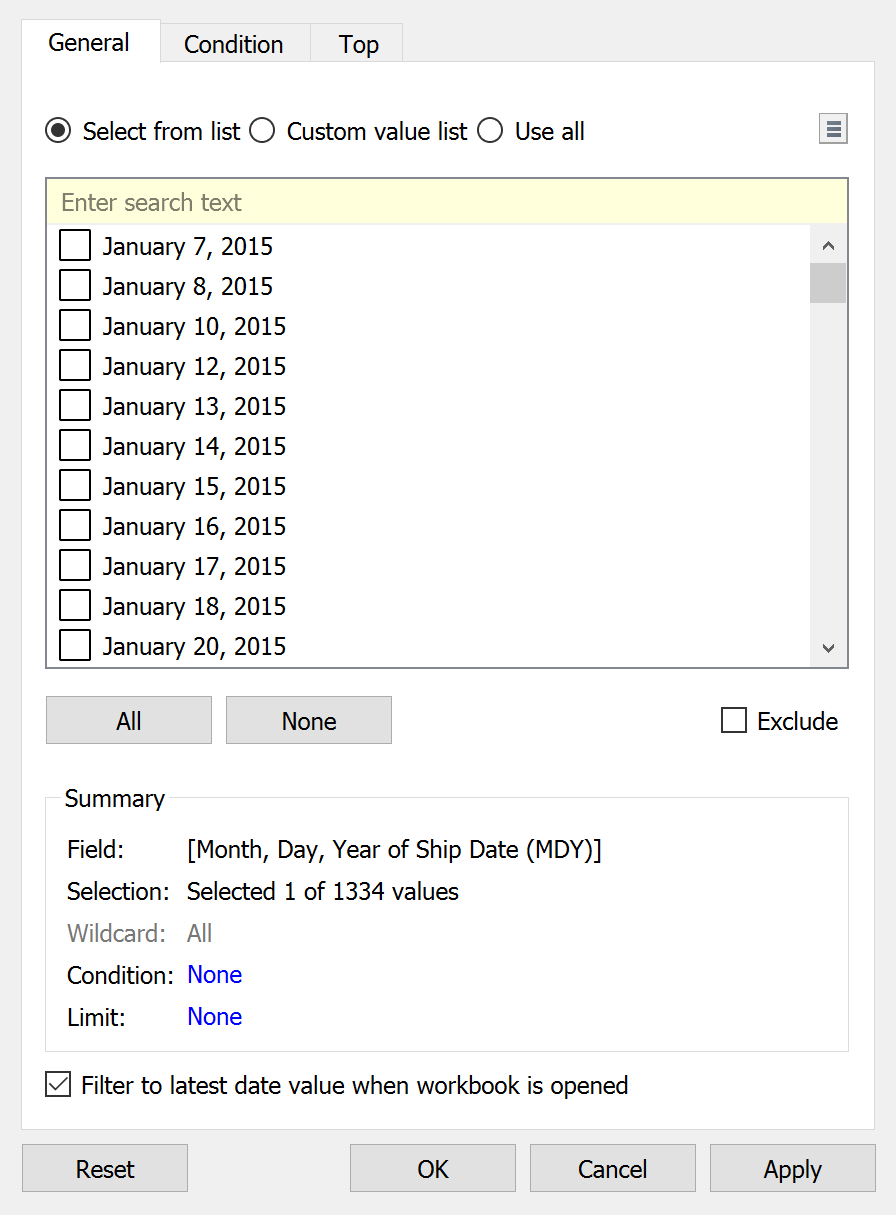 General Condition Top
Select from list Custom value list Use all
Enter search text
January 7, 2015
January 8, 2015
January 10, 2015
January 12, 2015
January 13, 2015
January 14, 2015
January 15, 2015
January 16, 2015
January 17, 2015
January 18, 2015
January 20, 2015
All None Exclude
Summary
Field: [Month, Day, Year of Ship Date (MDY)]
Selection: Selected 1 of 1334 values
Wildcard: All
Condition: None
Limit: None
Filter to latest date value when workbook is opened
Reset OK Cancel Apply